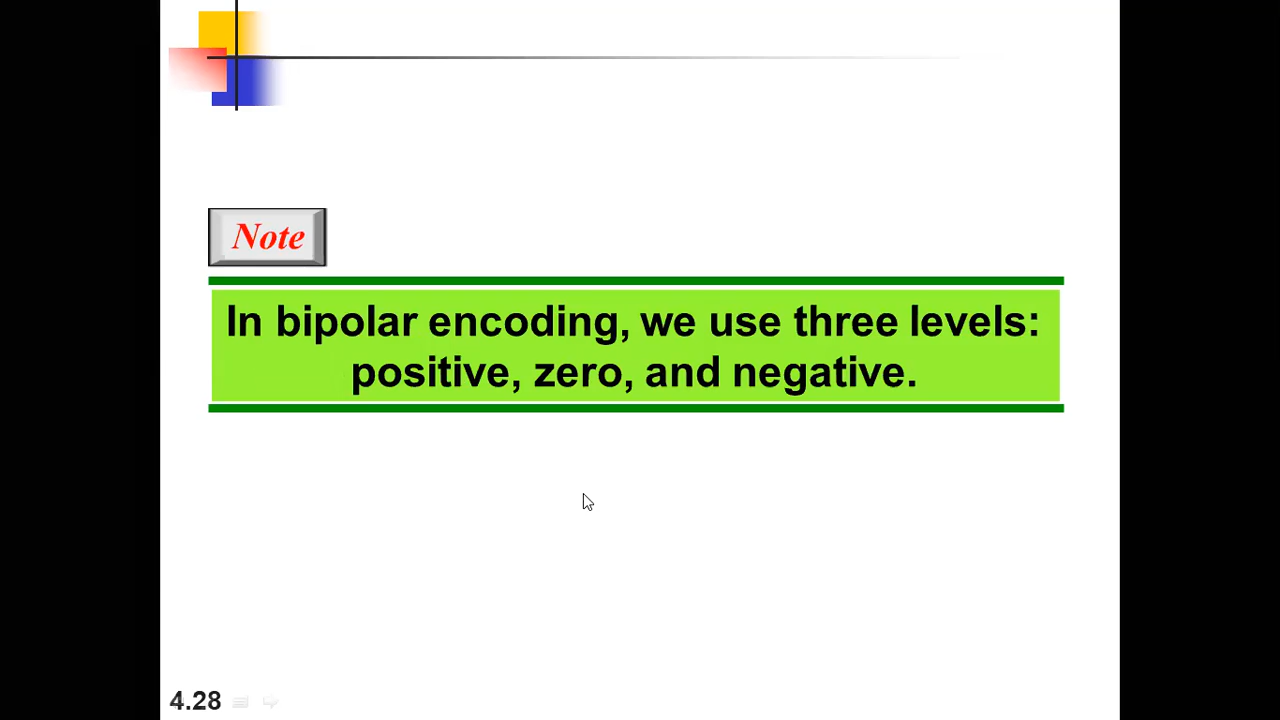 Note
In bipolar encoding, we use three levels:
positive, zero, and negative.
4.28